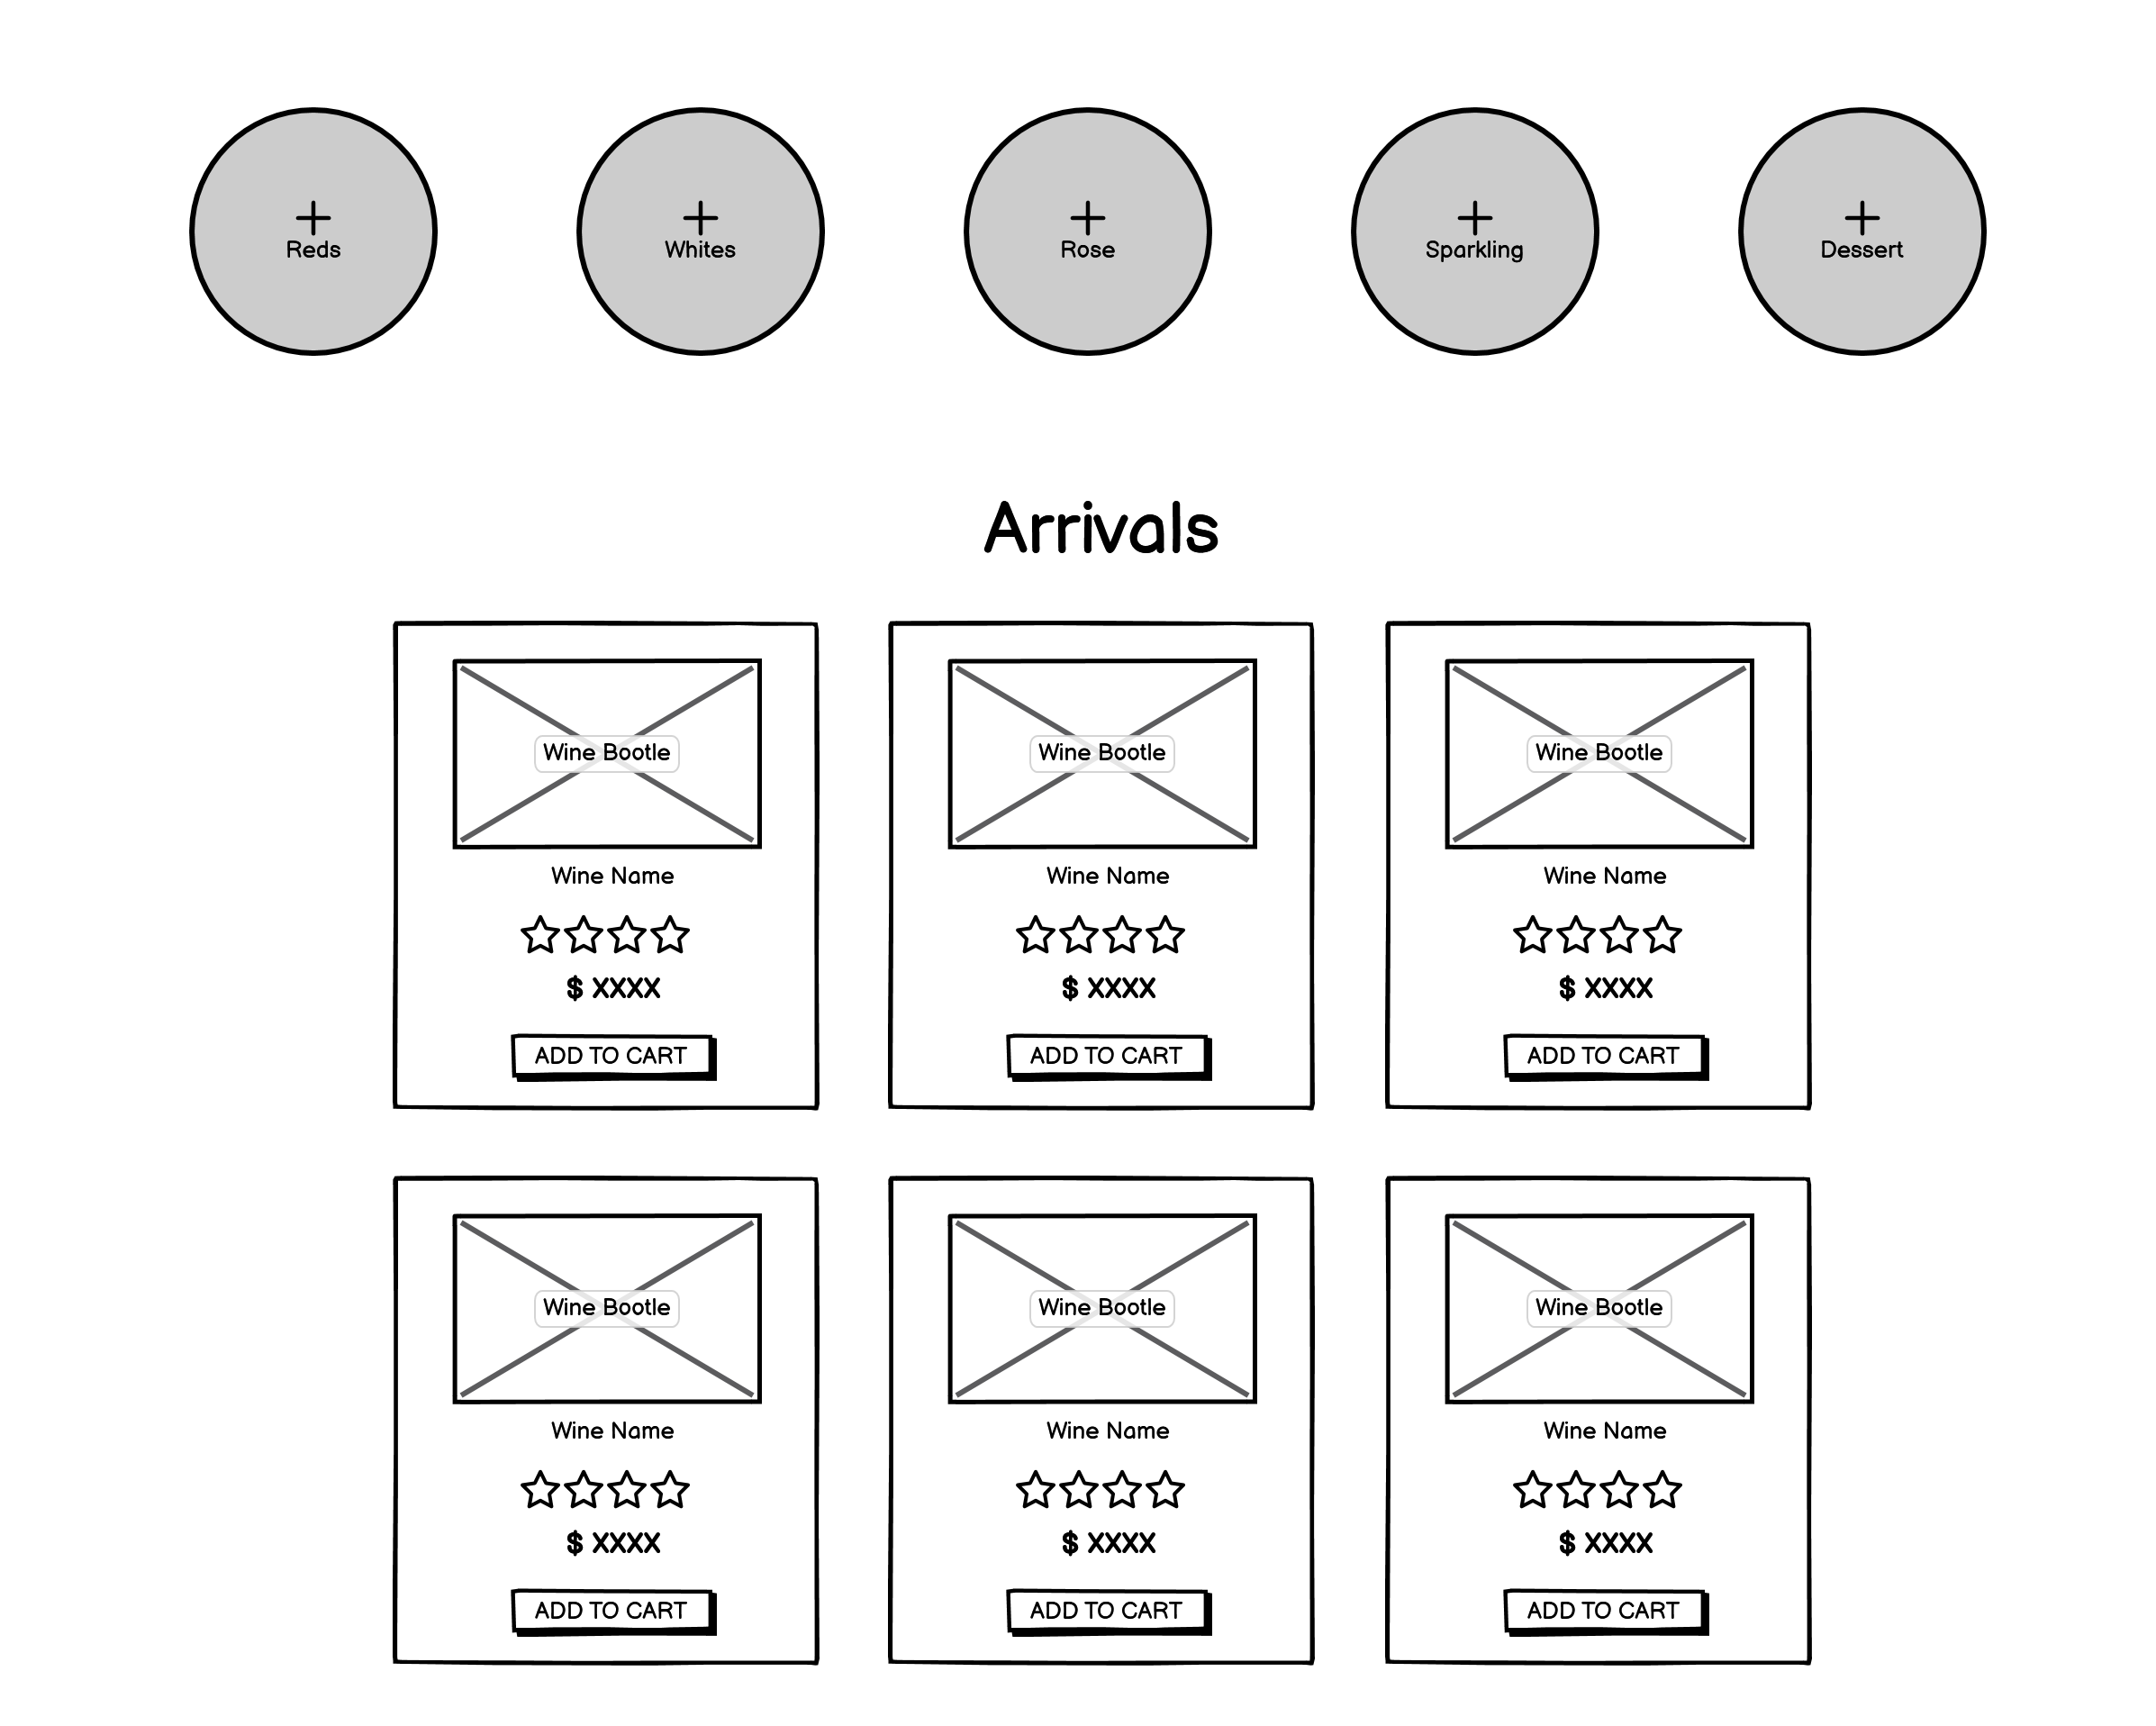 Reds
Whites
Rose
Sparkling
Dessert
Arrivals
Wine Bootle
Wine Name
$ XXXX
ADD TO CART
Wine Bootle
Wine Name
$ XXXX
ADD TO CART
Wine Bootle
Wine Name
$ XXXX
ADD TO CART
Wine Bootle
Wine Name
$ XXXX
ADD TO CART
Wine Bootle
Wine Name
$ XXXX
ADD TO CART
Wine Bootle
Wine Name
$ XXXX
ADD TO CART